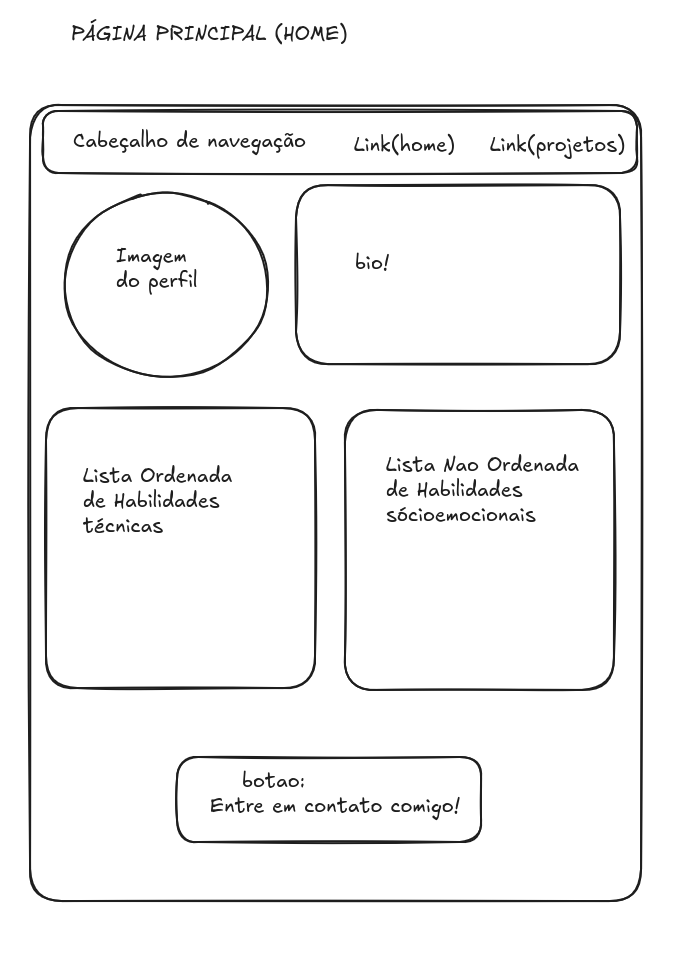 PÁGINA PRINCIPAL (HOME)
Cabeçalho de navegação Link(home) Link(projetos)
Imagem
do perfil
bio!
Lista Ordenada
de Habilidades
técnicas
Lista Nao Ordenada
de Habilidades
sócioemocionais
botao:
Entre em contato comigo!